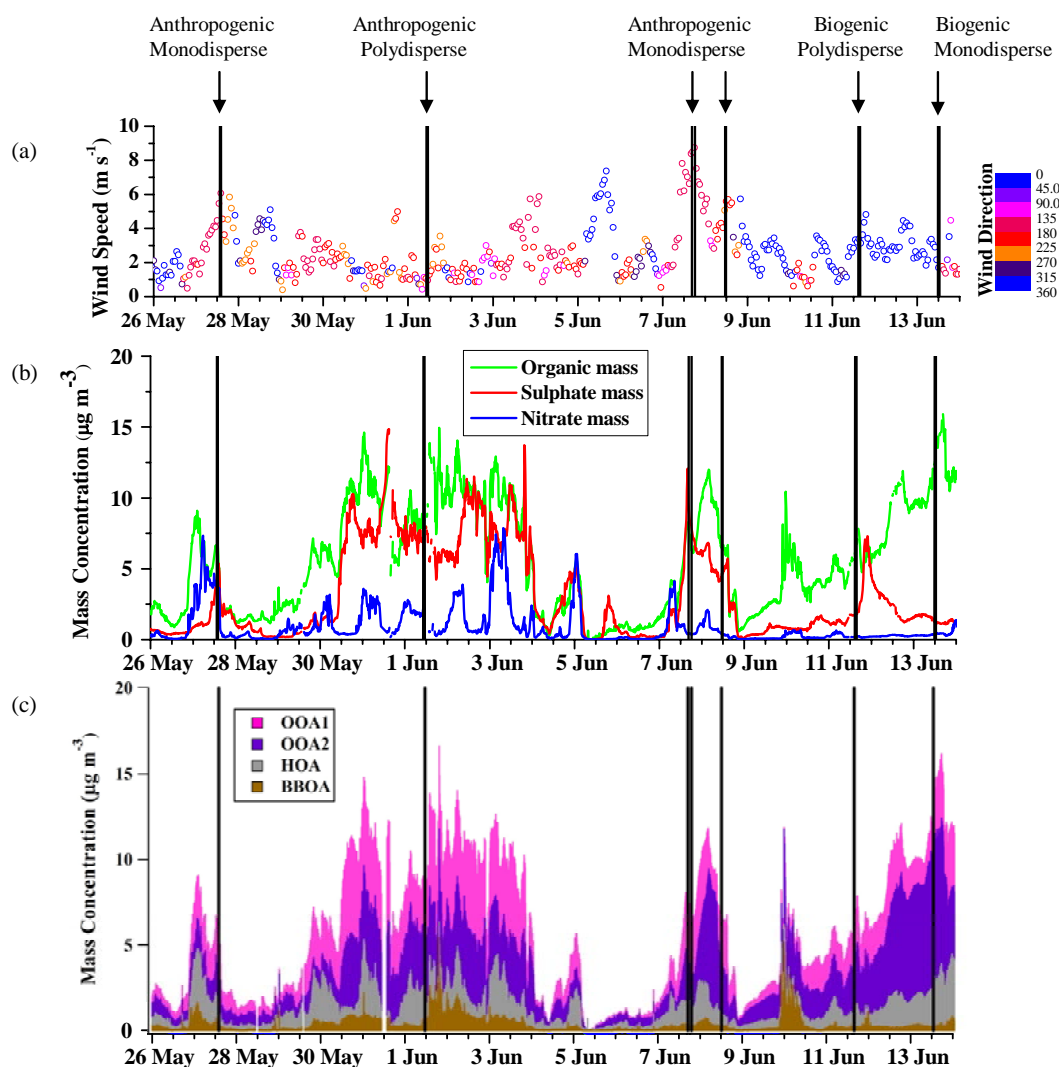 Anthropogenic Monodisperse
Anthropogenic Polydisperse
Anthropogenic Monodisperse
Biogenic Polydisperse
Biogenic Monodisperse
(a)
Wind Speed (m s⁻¹)
10
8
6
4
2
0
26 May 28 May 30 May 1 Jun 3 Jun 5 Jun 7 Jun 9 Jun 11 Jun 13 Jun
Wind Direction
0
45.0
90.0
135
180
225
270
315
360
(b)
Mass Concentration (µg m⁻³)
20
15
10
5
0
Organic mass
Sulphate mass
Nitrate mass
26 May 28 May 30 May 1 Jun 3 Jun 5 Jun 7 Jun 9 Jun 11 Jun 13 Jun
(c)
Mass Concentration (µg m⁻³)
20
15
10
5
0
OOA1
OOA2
HOA
BBOA
26 May 28 May 30 May 1 Jun 3 Jun 5 Jun 7 Jun 9 Jun 11 Jun 13 Jun